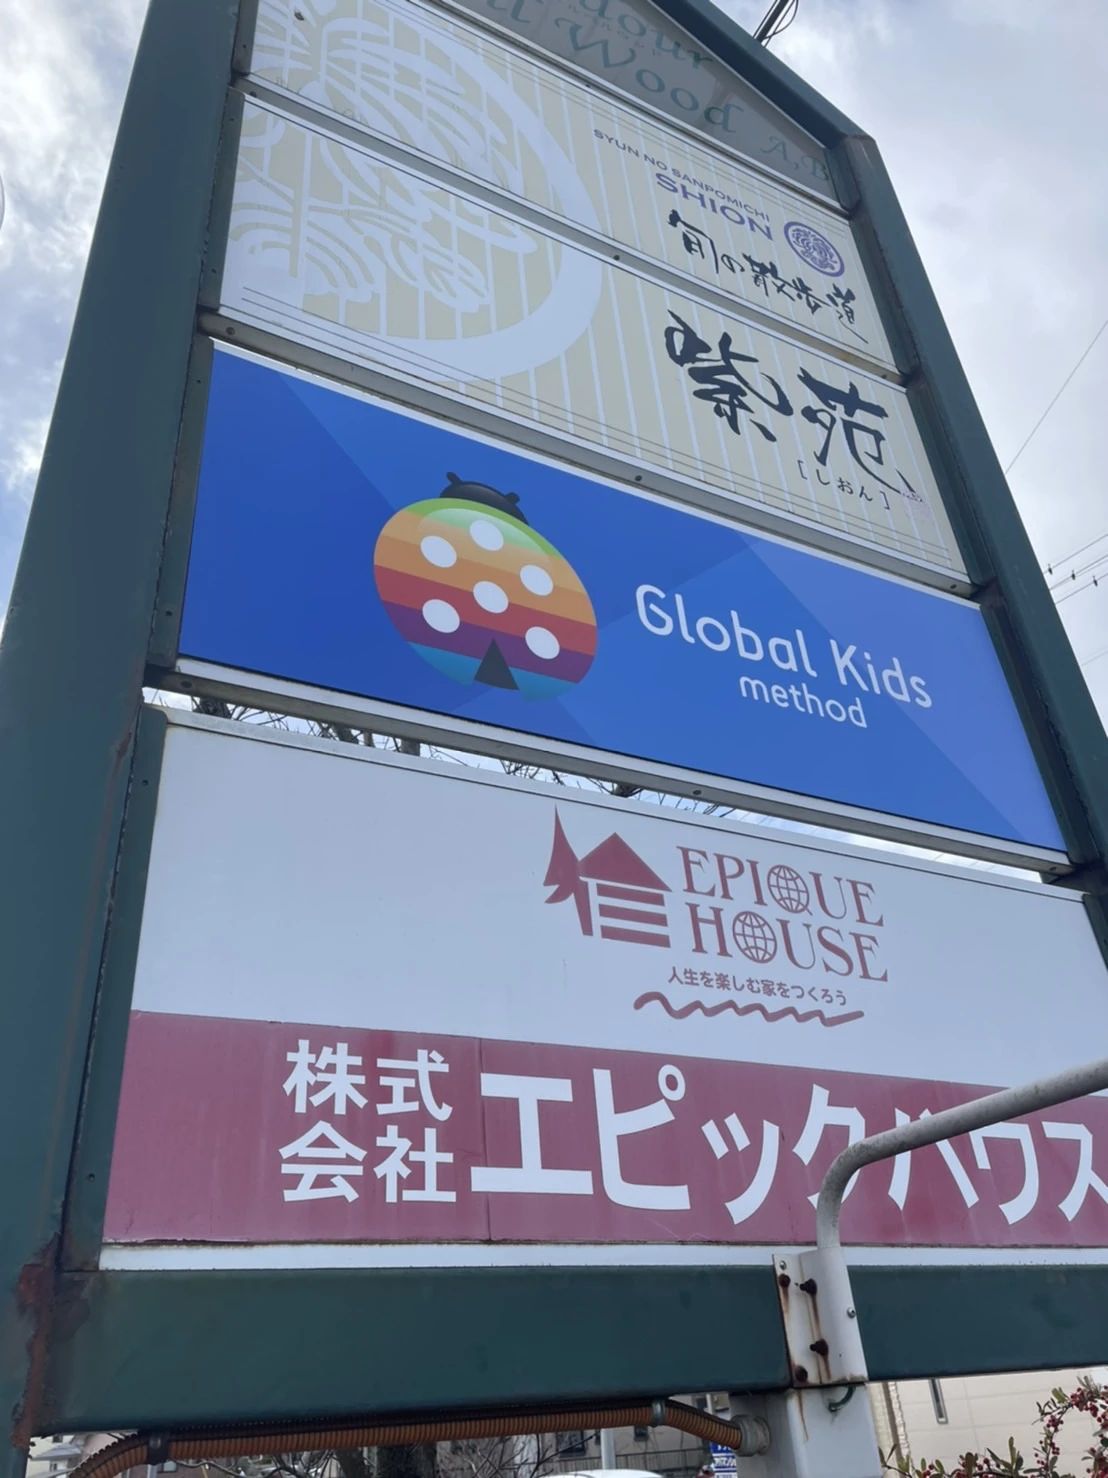 Wood A,B
SYUN NO SANPOMICHI
SHION
旬の散歩道
紫苑
[しおん]
Global Kids
method
EPIQUE
HOUSE
人生を楽しむ家をつくろう
株式
会社
エピックハウス